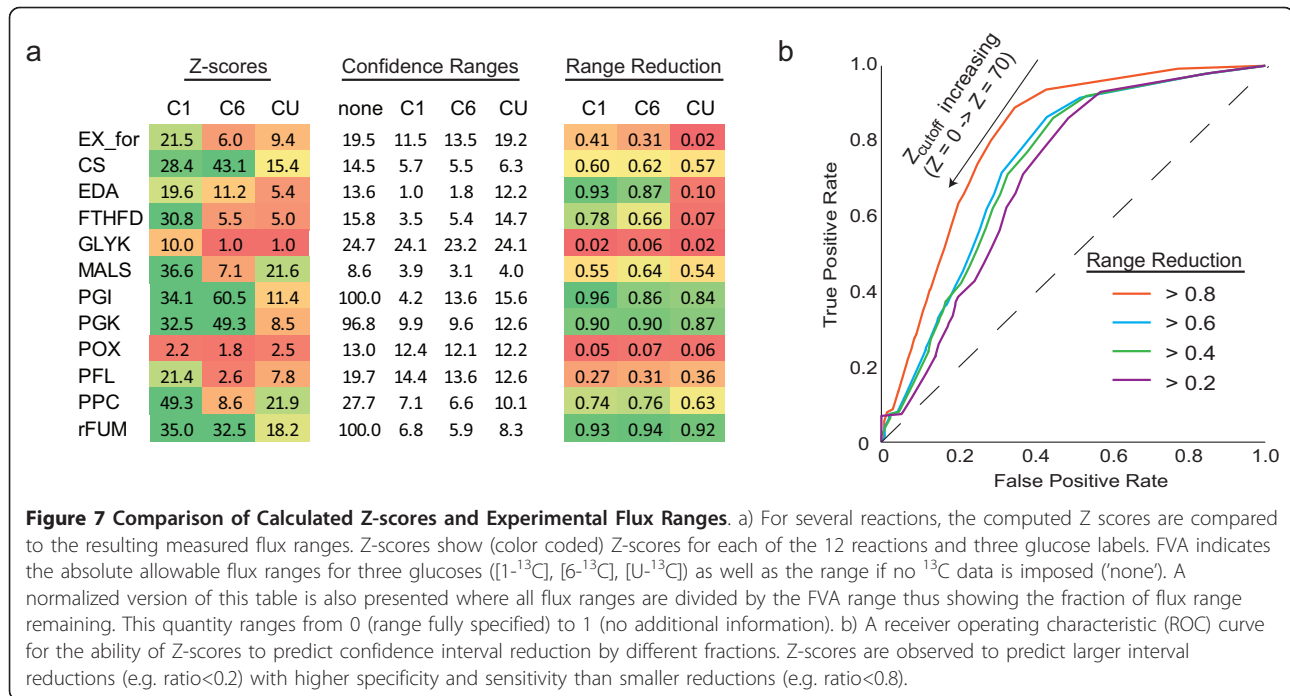 a
Z-scores Confidence Ranges Range Reduction
C1 C6 CU none C1 C6 CU C1 C6 CU
EX_for 21.5 6.0 9.4 19.5 11.5 13.5 19.2 0.41 0.31 0.02
CS 28.4 43.1 15.4 14.5 5.7 5.5 6.3 0.60 0.62 0.57
EDA 19.6 11.2 5.4 13.6 1.0 1.8 12.2 0.93 0.87 0.10
FTHFD 30.8 5.5 5.0 15.8 3.5 5.4 14.7 0.78 0.66 0.07
GLYK 10.0 1.0 1.0 24.7 24.1 23.2 24.1 0.02 0.06 0.02
MALS 36.6 7.1 21.6 8.6 3.9 3.1 4.0 0.55 0.64 0.54
PGI 34.1 60.5 11.4 100.0 4.2 13.6 15.6 0.96 0.86 0.84
PGK 32.5 49.3 8.5 96.8 9.9 9.6 12.6 0.90 0.90 0.87
POX 2.2 1.8 2.5 13.0 12.4 12.1 12.2 0.05 0.07 0.06
PFL 21.4 2.6 7.8 19.7 14.4 13.6 12.6 0.27 0.31 0.36
PPC 49.3 8.6 21.9 27.7 7.1 6.6 10.1 0.74 0.76 0.63
rFUM 35.0 32.5 18.2 100.0 6.8 5.9 8.3 0.93 0.94 0.92
b
True Positive Rate
1.0
0.8
0.6
0.4
0.2
0
0 0.2 0.4 0.6 0.8 1.0
False Positive Rate
Zcutoff increasing
(Z = 0 -> Z = 70)
Range Reduction
> 0.8
> 0.6
> 0.4
> 0.2
Figure 7 Comparison of Calculated Z-scores and Experimental Flux Ranges. a) For several reactions, the computed Z scores are compared
to the resulting measured flux ranges. Z-scores show (color coded) Z-scores for each of the 12 reactions and three glucose labels. FVA indicates
the absolute allowable flux ranges for three glucoses ([1-¹³C], [6-¹³C], [U-¹³C]) as well as the range if no ¹³C data is imposed ('none'). A
normalized version of this table is also presented where all flux ranges are divided by the FVA range thus showing the fraction of flux range
remaining. This quantity ranges from 0 (range fully specified) to 1 (no additional information). b) A receiver operating characteristic (ROC) curve
for the ability of Z-scores to predict confidence interval reduction by different fractions. Z-scores are observed to predict larger interval
reductions (e.g. ratio<0.2) with higher specificity and sensitivity than smaller reductions (e.g. ratio<0.8).